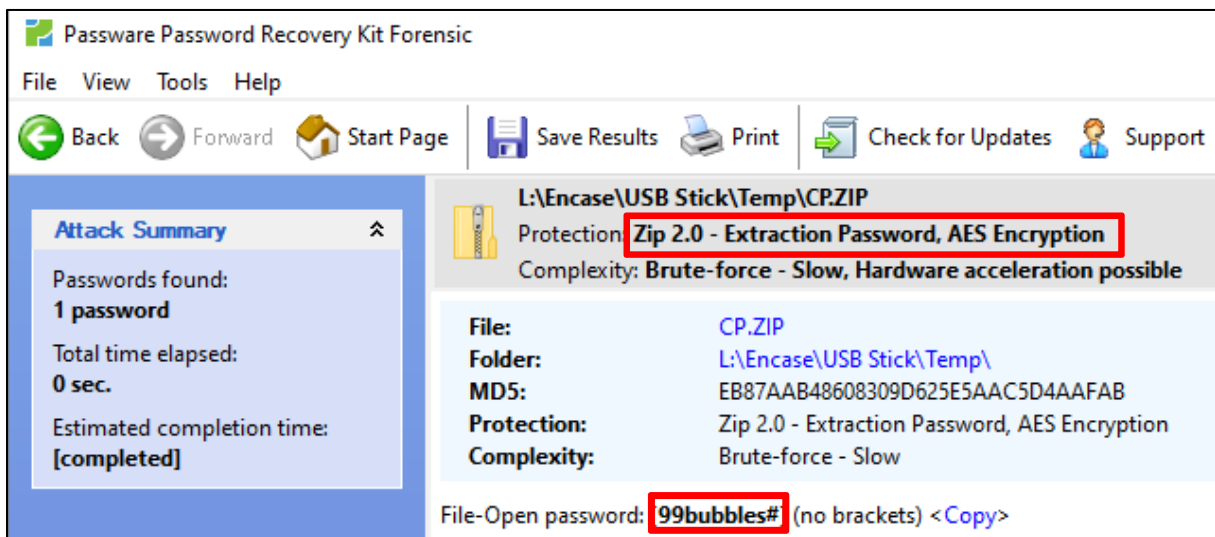 Passware Password Recovery Kit Forensic
File View Tools Help
Back Forward Start Page Save Results Print Check for Updates Support
Attack Summary
Passwords found:
1 password
Total time elapsed:
0 sec.
Estimated completion time:
[completed]
L:\Encase\USB Stick\Temp\CP.ZIP
Protection: Zip 2.0 - Extraction Password, AES Encryption
Complexity: Brute-force - Slow, Hardware acceleration possible
File: CP.ZIP
Folder: L:\Encase\USB Stick\Temp\
MD5: EB87AAB48608309D625E5AAC5D4AAFAB
Protection: Zip 2.0 - Extraction Password, AES Encryption
Complexity: Brute-force - Slow
File-Open password: [99bubbles#] (no brackets) <Copy>